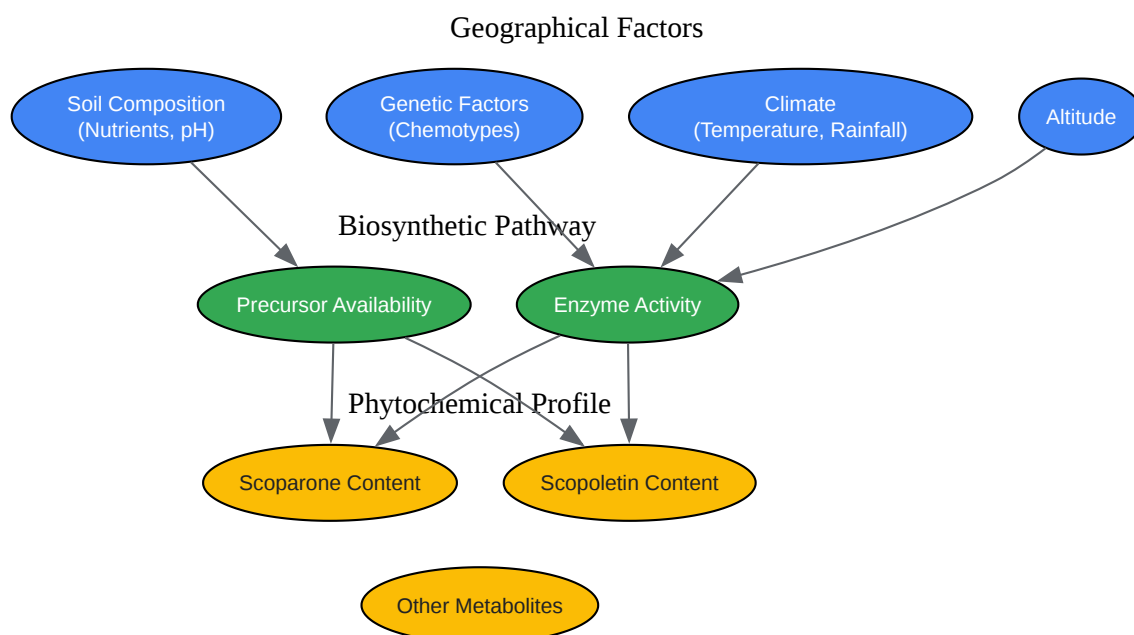 Geographical Factors
Soil Composition
(Nutrients, pH)
Genetic Factors
(Chemotypes)
Climate
(Temperature, Rainfall)
Altitude
Biosynthetic Pathway
Precursor Availability
Enzyme Activity
Phytochemical Profile
Scoparone Content
Scopoletin Content
Other Metabolites